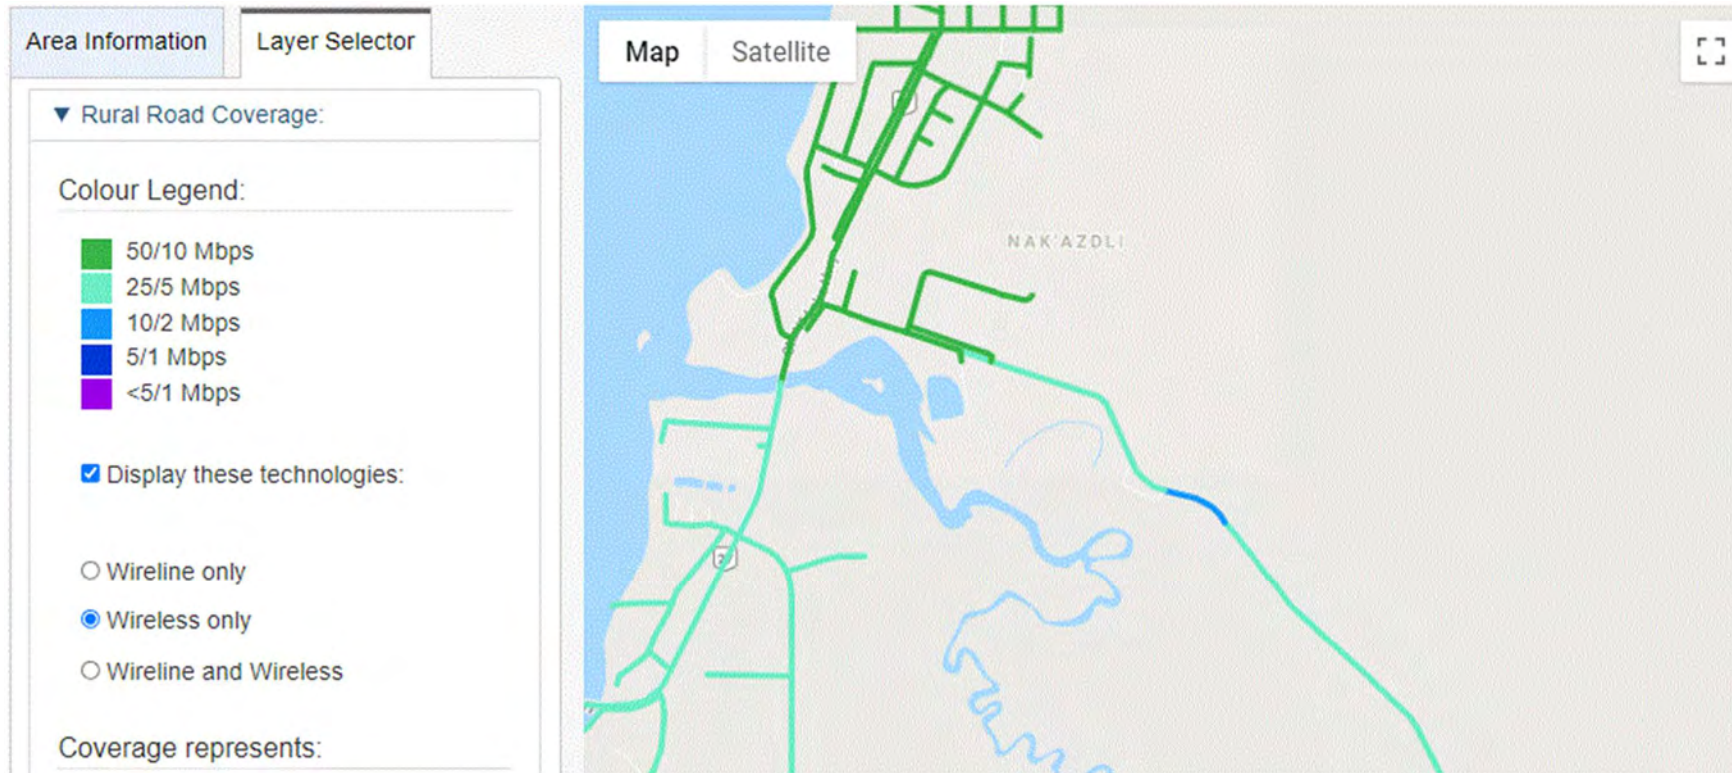 Area Information
Layer Selector
▼ Rural Road Coverage:
Colour Legend:
50/10 Mbps
25/5 Mbps
10/2 Mbps
5/1 Mbps
<5/1 Mbps
Display these technologies:
Wireline only
Wireless only
Wireline and Wireless
Coverage represents:
Map
Satellite
NAK'AZDLI